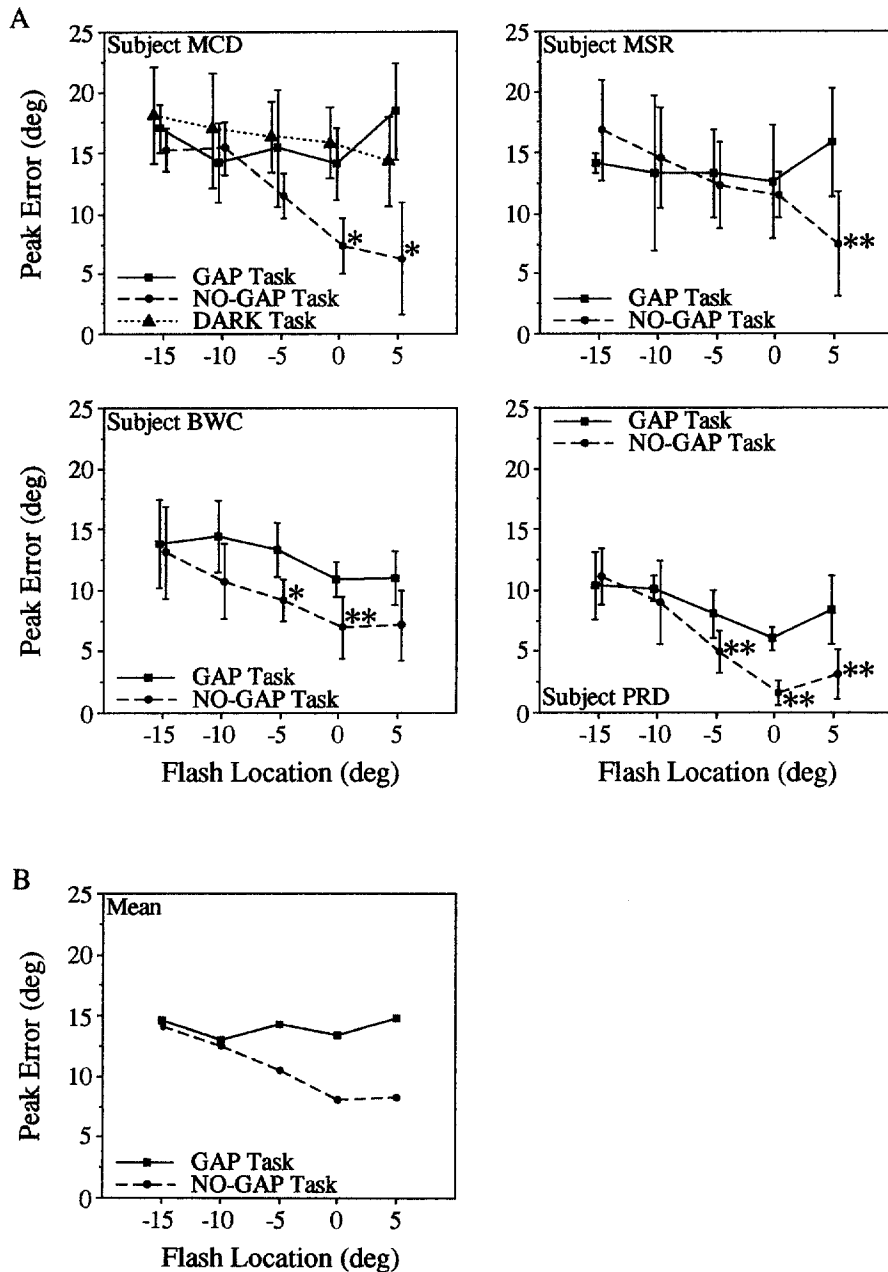 A
Subject MCD
25
20
15
10
5
0
Peak Error (deg)
GAP Task
NO-GAP Task
DARK Task
* *
-15 -10 -5 0 5
Subject MSR
25
20
15
10
5
0
**
GAP Task
NO-GAP Task
-15 -10 -5 0 5
Subject BWC
25
20
15
10
5
0
Peak Error (deg)
* **
GAP Task
NO-GAP Task
-15 -10 -5 0 5
Flash Location (deg)
25
20
15
10
5
0
GAP Task
NO-GAP Task
** ** **
Subject PRD
-15 -10 -5 0 5
Flash Location (deg)
B
Mean
25
20
15
10
5
0
Peak Error (deg)
GAP Task
NO-GAP Task
-15 -10 -5 0 5
Flash Location (deg)